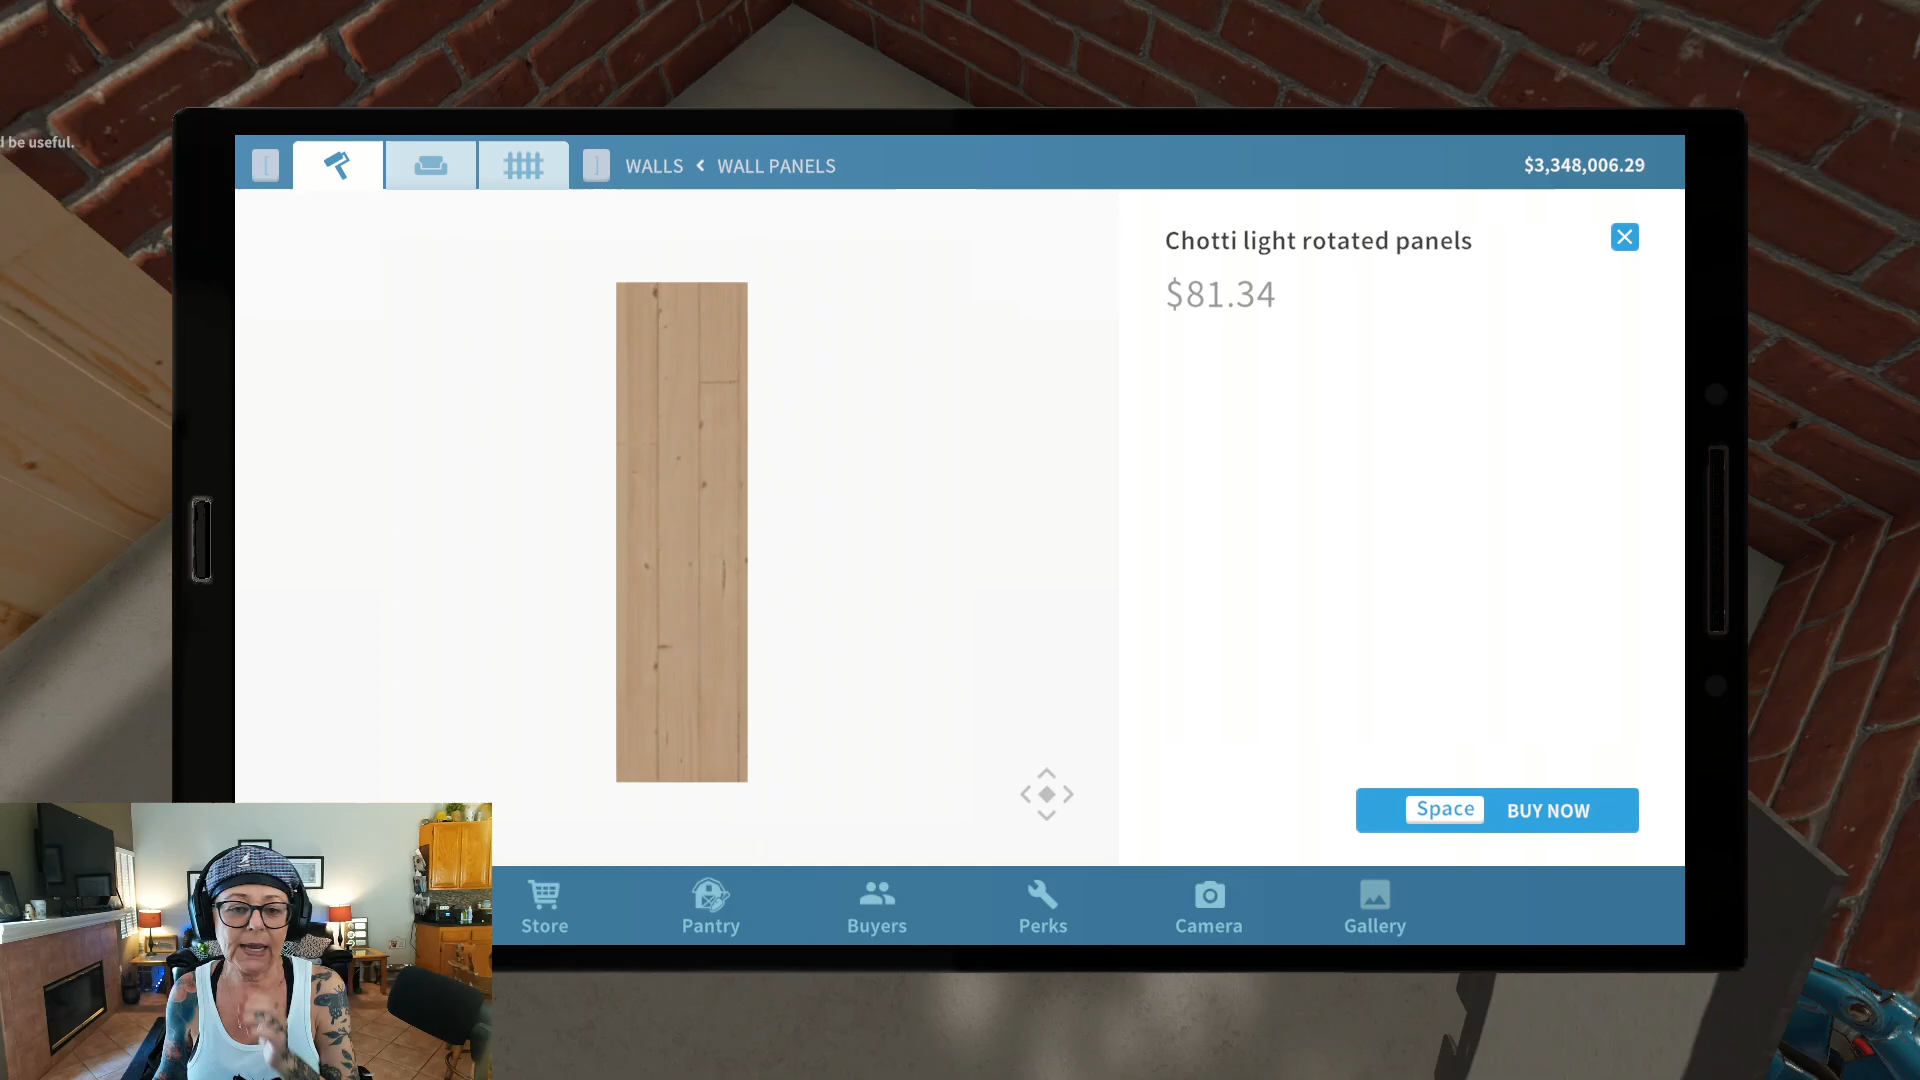 d be useful.
[
]
WALLS < WALL PANELS
$3,348,006.29
Chotti light rotated panels
$81.34
Space
BUY NOW
Store
Pantry
Buyers
Perks
Camera
Gallery